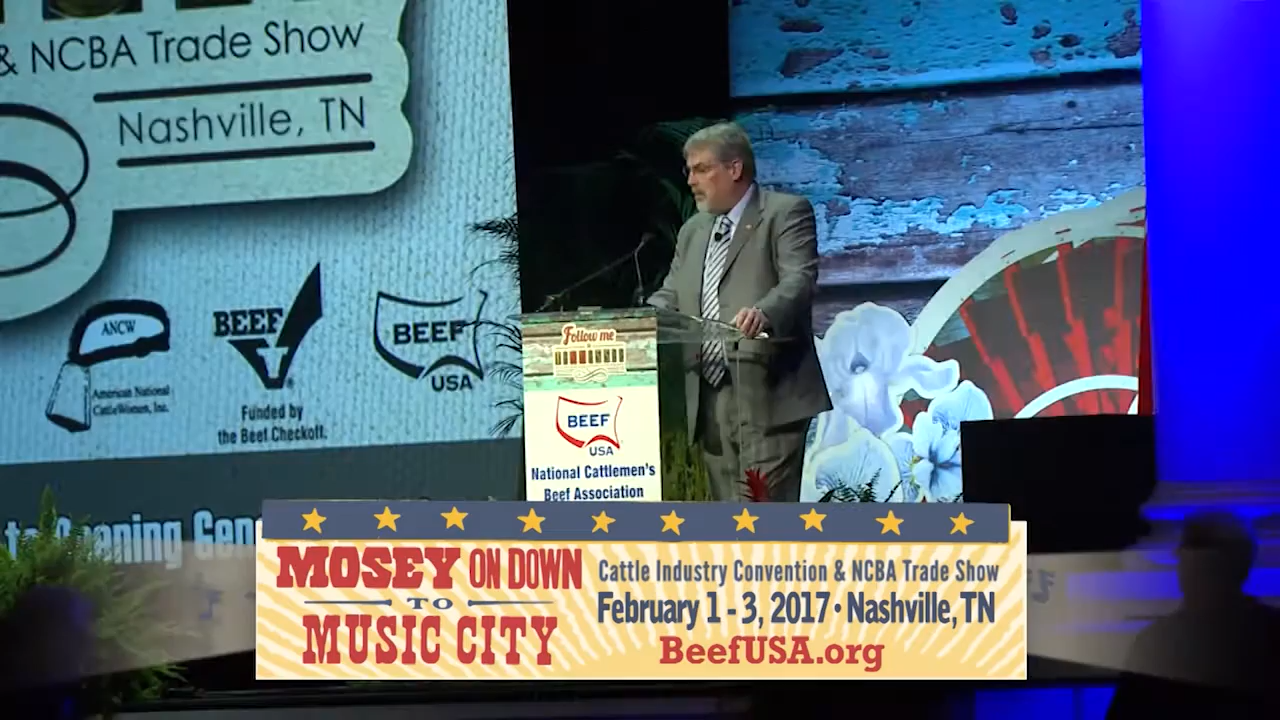 & NCBA Trade Show
Nashville, TN
ANCW
American National
CattleWomen, Inc.
BEEF
Funded by
the Beef Checkoff.
BEEF
USA
Follow me
BEEF
USA
National Cattlemen's
Beef Association
Opening Gen
MOSEY ON DOWN
TO
MUSIC CITY
Cattle Industry Convention & NCBA Trade Show
February 1 - 3, 2017 • Nashville, TN
BeefUSA.org